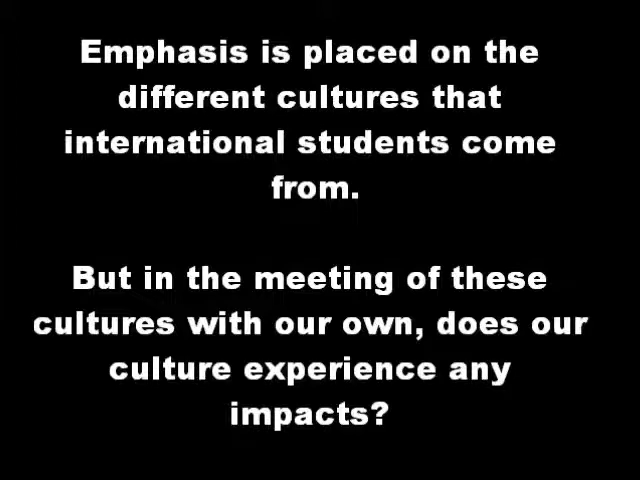 Emphasis is placed on the
different cultures that
international students come
from.
But in the meeting of these
cultures with our own, does our
culture experience any
impacts?